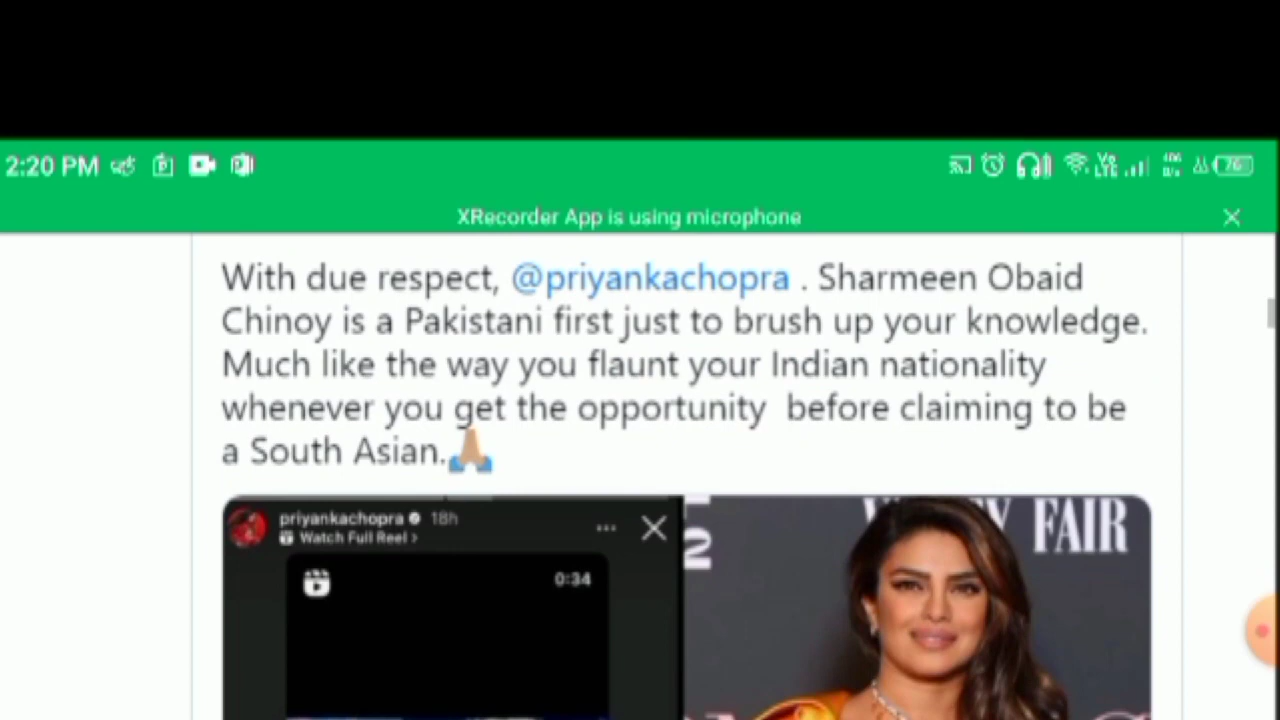 2:20 PM
76
XRecorder App is using microphone
With due respect, @priyankachopra . Sharmeen Obaid
Chinoy is a Pakistani first just to brush up your knowledge.
Much like the way you flaunt your Indian nationality
whenever you get the opportunity  before claiming to be
a South Asian.🙏🏽
priyankachopra 18h
Watch Full Reel >
0:34
FAIR